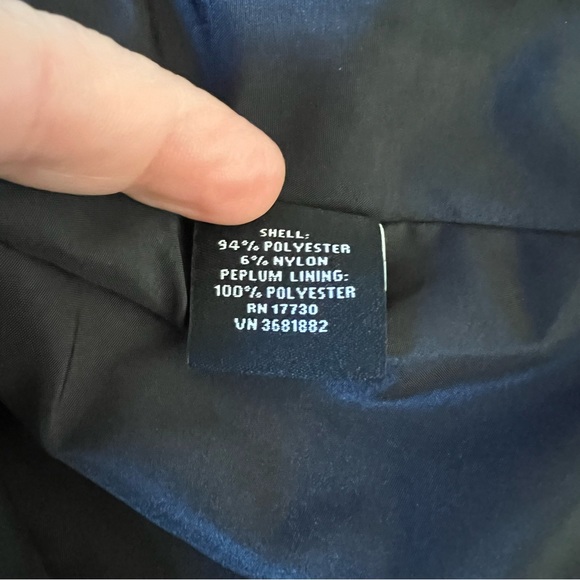 SHELL:
94% POLYESTER
6% NYLON
PEPLUM LINING:
100% POLYESTER
RN 17730
VN 3681882